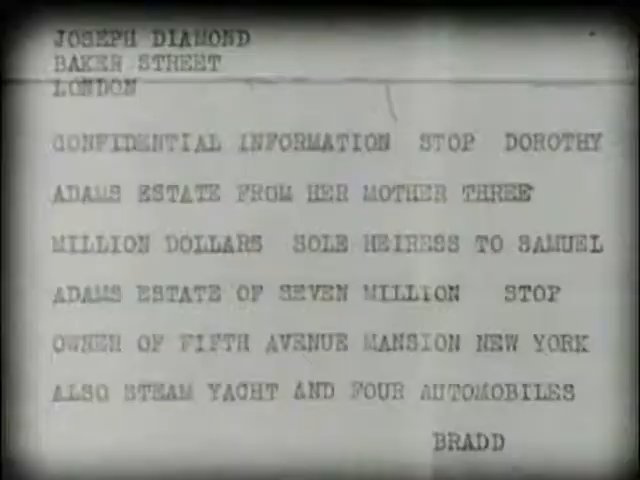 JOSEPH DIAMOND
BAKER STREET
LONDON
CONFIDENTIAL INFORMATION STOP DOROTHY
ADAMS ESTATE FROM HER MOTHER THREE
MILLION DOLLARS SOLE HEIRESS TO SAMUEL
ADAMS ESTATE OF SEVEN MILLION STOP
OWNER OF FIFTH AVENUE MANSION NEW YORK
ALSO STEAM YACHT AND FOUR AUTOMOBILES
BRADD